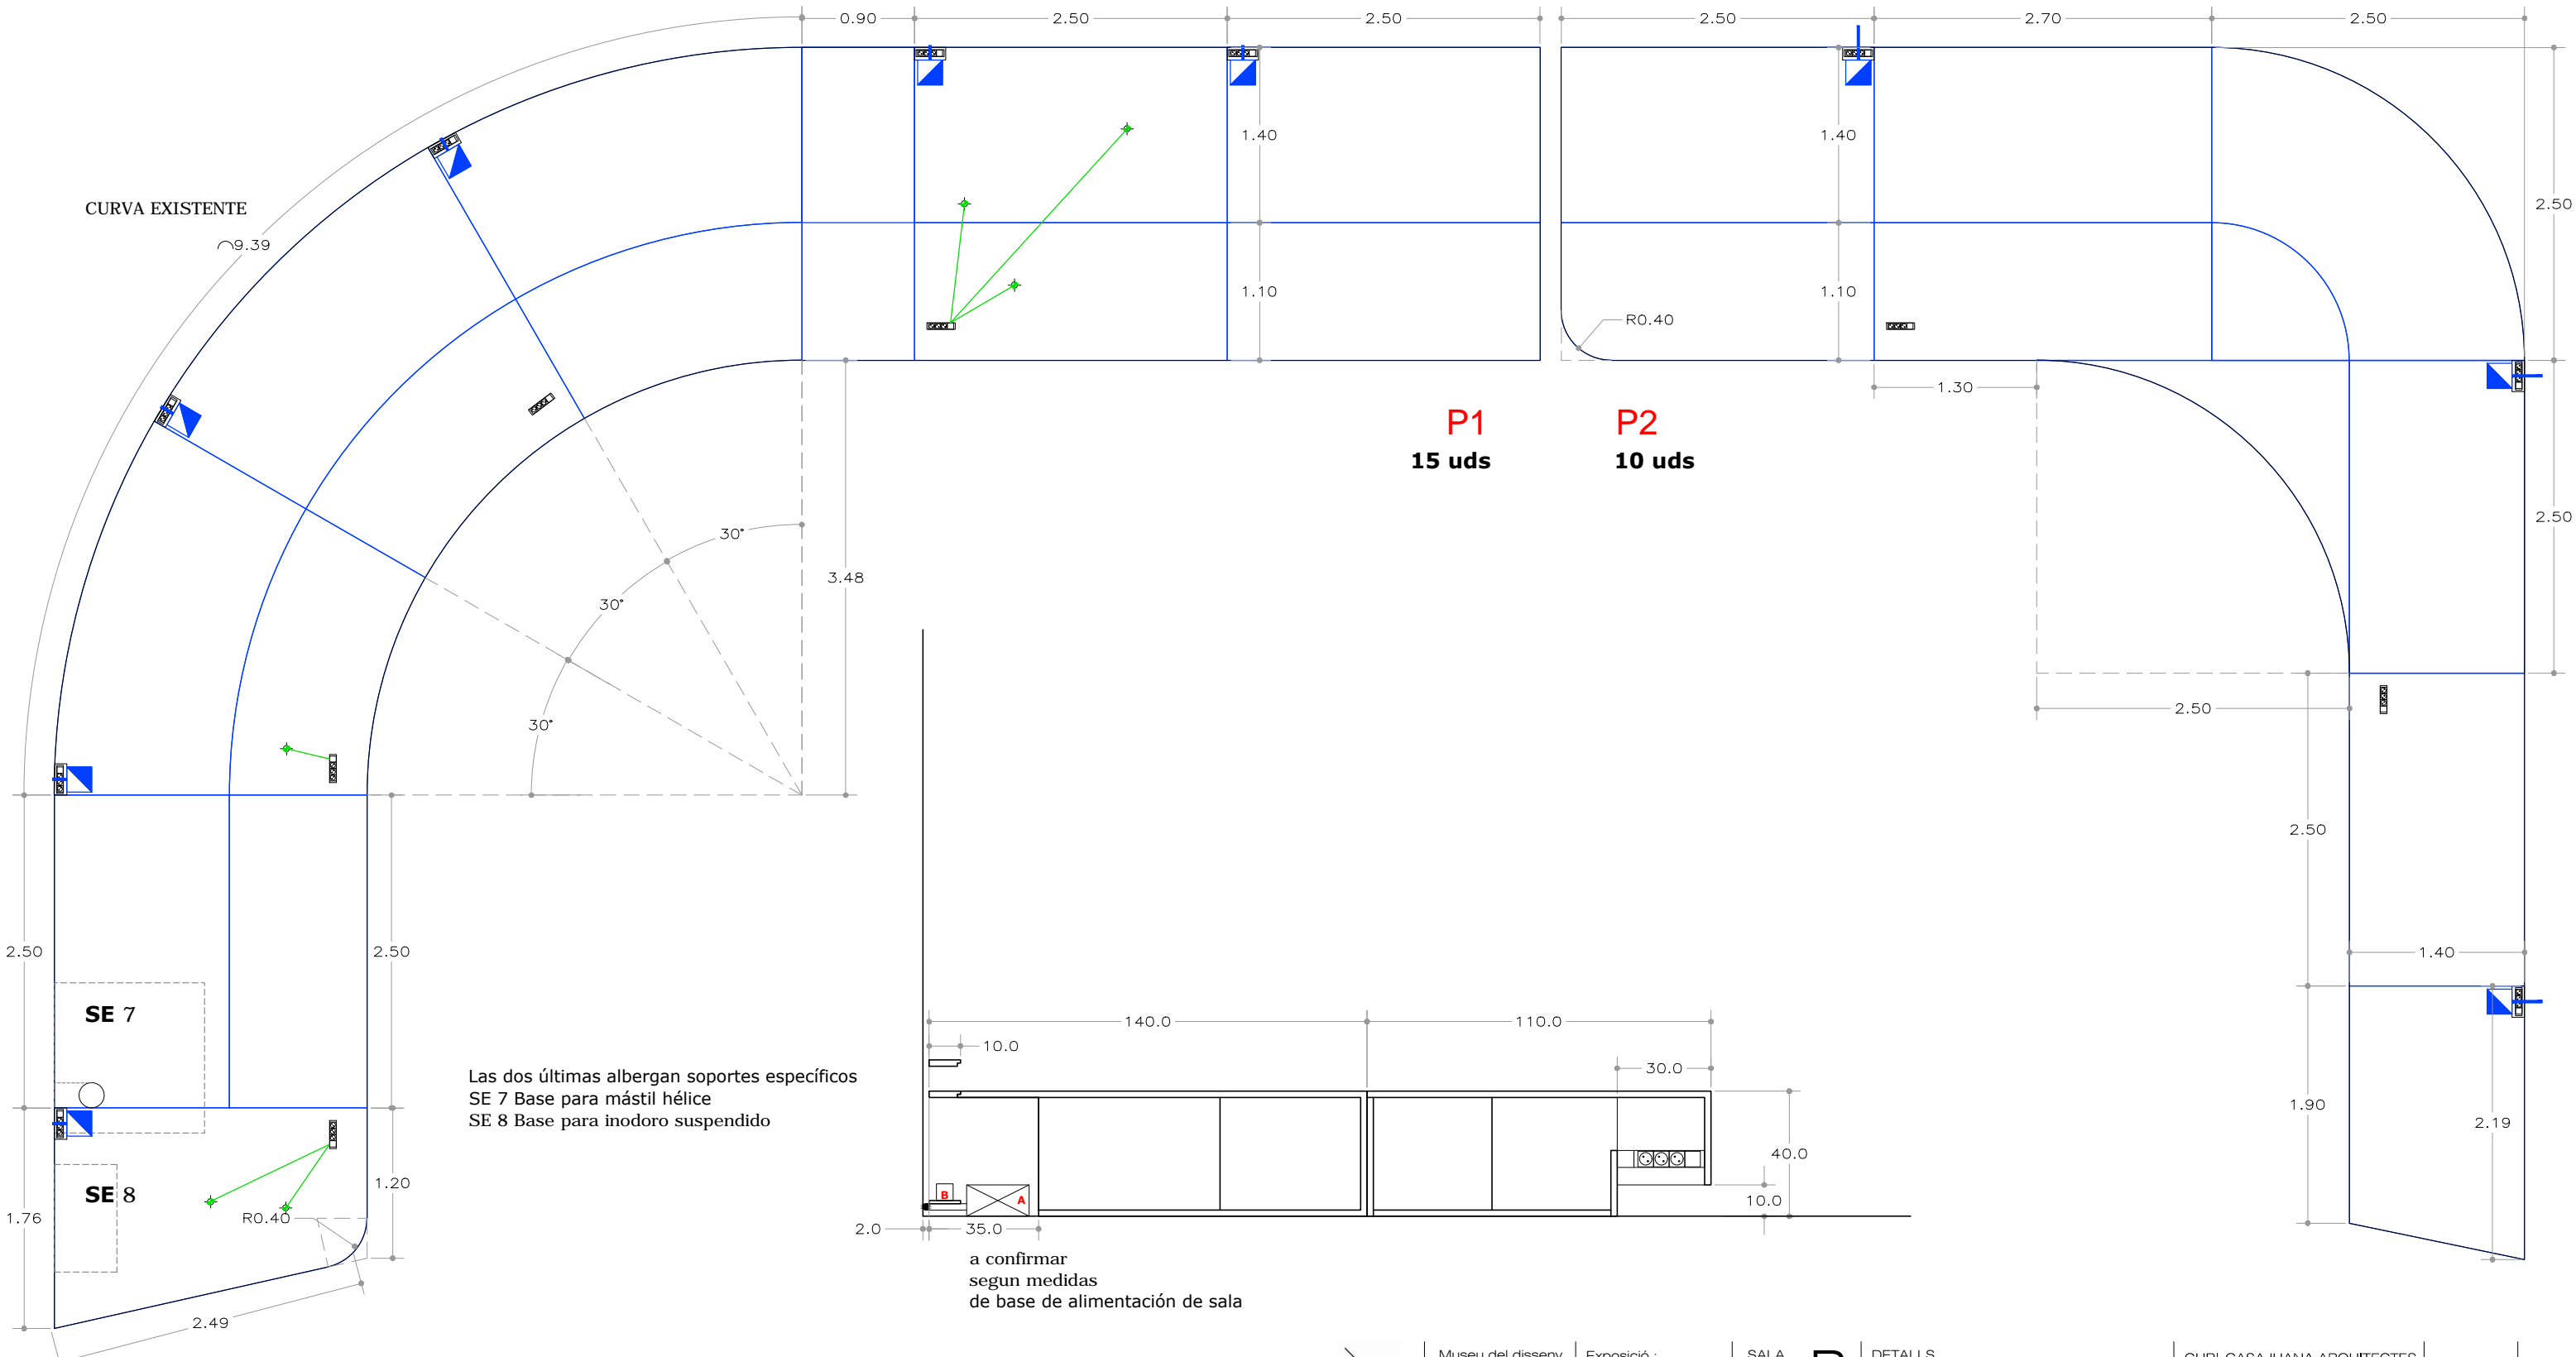 0.90
2.50
2.50
2.50
2.70
2.50
1.40
1.40
CURVA EXISTENTE
2.50
9.39
1.10
1.10
R0.40
1.30
P1
P2
15 uds
10 uds
2.50
30°
3.48
30°
2.50
30°
2.50
2.50
2.50
1.40
SE 7
140.0
110.0
10.0
30.0
Las dos últimas albergan soportes específicos
SE 7 Base para mástil hélice
SE 8 Base para inodoro suspendido
1.90
2.19
40.0
1.20
SE 8
B
A
10.0
1.76
R0.40
2.0
35.0
a confirmar
segun medidas
de base de alimentación de sala
2.49
Museu del disseny
Exposició :
SALA
DETALLS